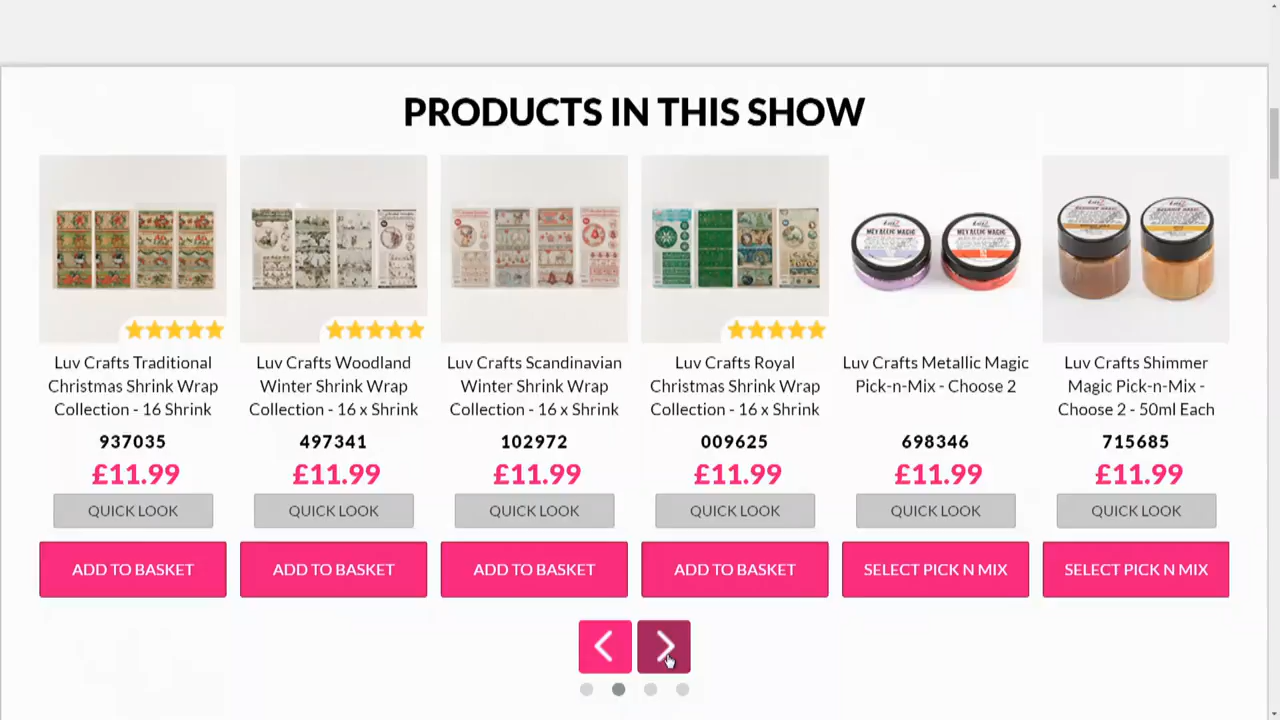 PRODUCTS IN THIS SHOW
Luv Crafts Traditional
Christmas Shrink Wrap
Collection - 16 Shrink
937035
£11.99
QUICK LOOK
ADD TO BASKET
Luv Crafts Woodland
Winter Shrink Wrap
Collection - 16 x Shrink
497341
£11.99
QUICK LOOK
ADD TO BASKET
Luv Crafts Scandinavian
Winter Shrink Wrap
Collection - 16 x Shrink
102972
£11.99
QUICK LOOK
ADD TO BASKET
Luv Crafts Royal
Christmas Shrink Wrap
Collection - 16 x Shrink
009625
£11.99
QUICK LOOK
ADD TO BASKET
METALLIC MAGIC
METALLIC MAGIC
Luv Crafts Metallic Magic
Pick-n-Mix - Choose 2
698346
£11.99
QUICK LOOK
SELECT PICK N MIX
Luv Crafts Shimmer
Magic Pick-n-Mix -
Choose 2 - 50ml Each
715685
£11.99
QUICK LOOK
SELECT PICK N MIX